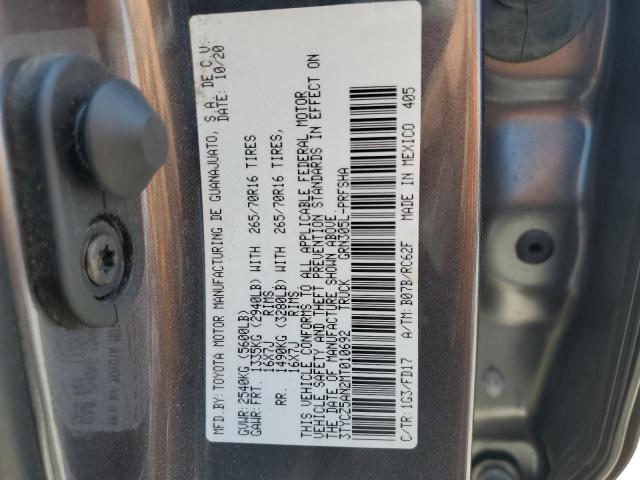 MFD.BY:TOYOTA MOTOR MANUFACTURING DE GUANAJUATO, S.A. DE C.V.
DATE: 10/20
GVWR:2540KG(5600LB)
GAWR:FRT. 1335KG (2940LB) WITH 265/70R16 TIRES
16X7J RIMS
RR. 1490KG (3280LB) WITH 265/70R16 TIRES,
16X7J RIMS
THIS VEHICLE CONFORMS TO ALL APPLICABLE FEDERAL MOTOR
VEHICLE SAFETY AND THEFT PREVENTION STANDARDS IN EFFECT ON
THE DATE OF MANUFACTURE SHOWN ABOVE.
3TYCZ5AN2MT010692 TRUCK GRN305L-PRFSHA
C/TR:1G3/FD17 A/TM:B07B/RC62F MADE IN MEXICO 405